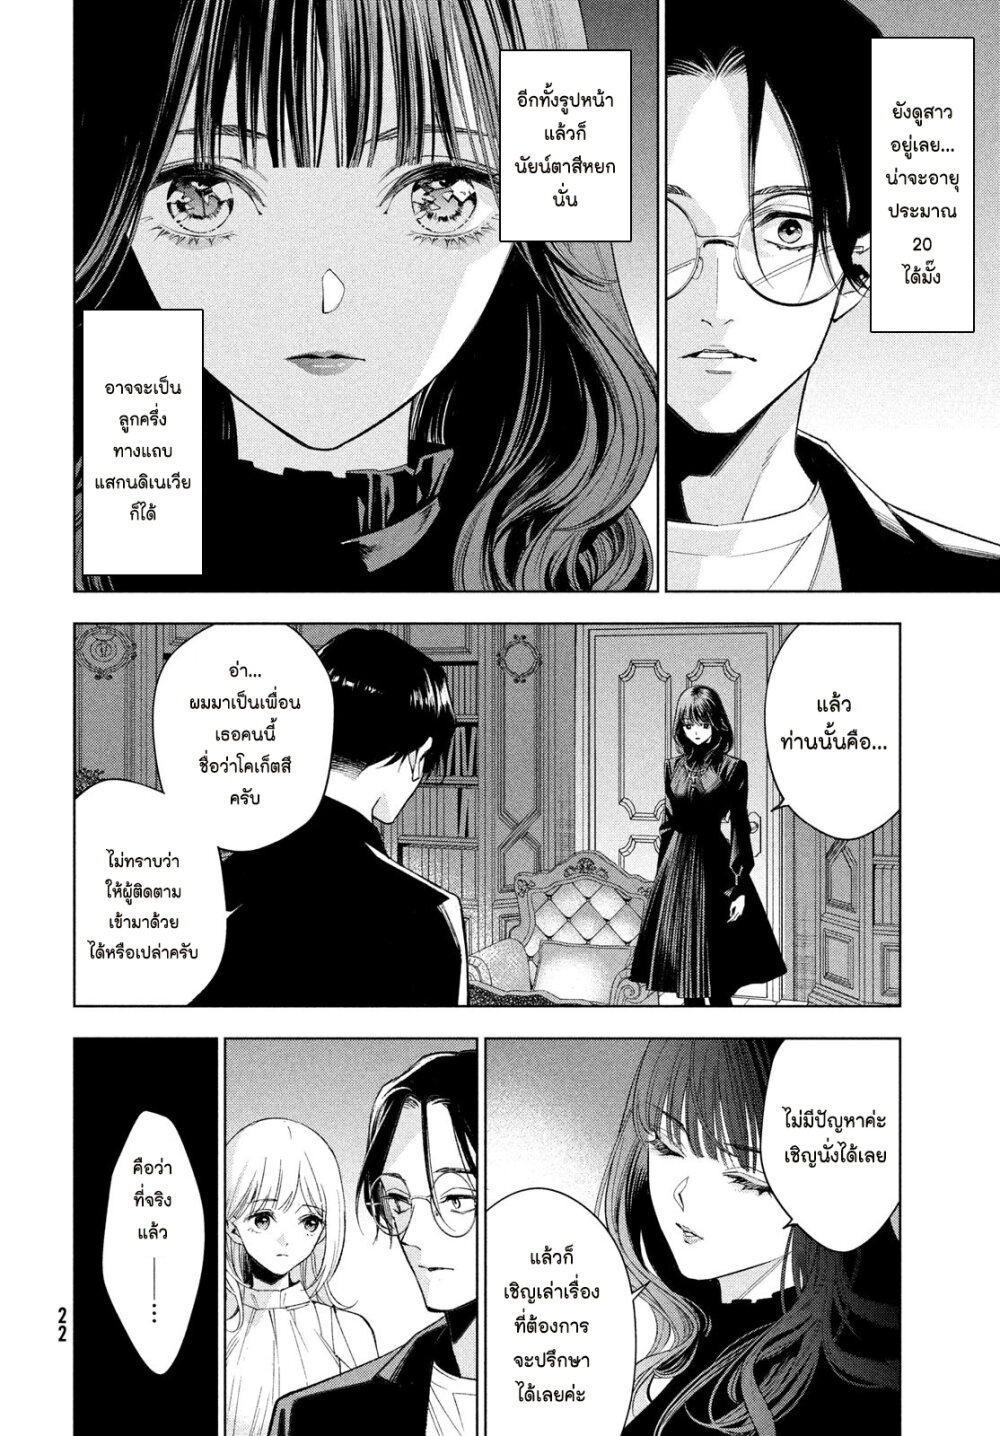 ยังดูสาว
อยู่เลย...
น่าจะอายุ
ประมาณ
20
ได้มั๊ง
อีกทั้งรูปหน้า
แล้วก็
นัยน์ตาสีหยก
นั่น
อาจจะเป็น
ลูกครึ่ง
ทางแถบ
แสกนดิเนเวีย
ก็ได้
แล้ว
ท่านนั้นคือ...
อ่า...
ผมมาเป็นเพื่อน
เธอคนนี้
ชื่อว่าโคเก็ตสึ
ครับ
ไม่ทราบว่า
ให้ผู้ติดตาม
เข้ามาด้วย
ได้หรือเปล่าครับ
ไม่มีปัญหาค่ะ
เชิญนั่งได้เลย
แล้วก็
เชิญเล่าเรื่อง
ที่ต้องการ
จะปรึกษา
ได้เลยค่ะ
คือว่า
ที่จริง
แล้ว
—...
22